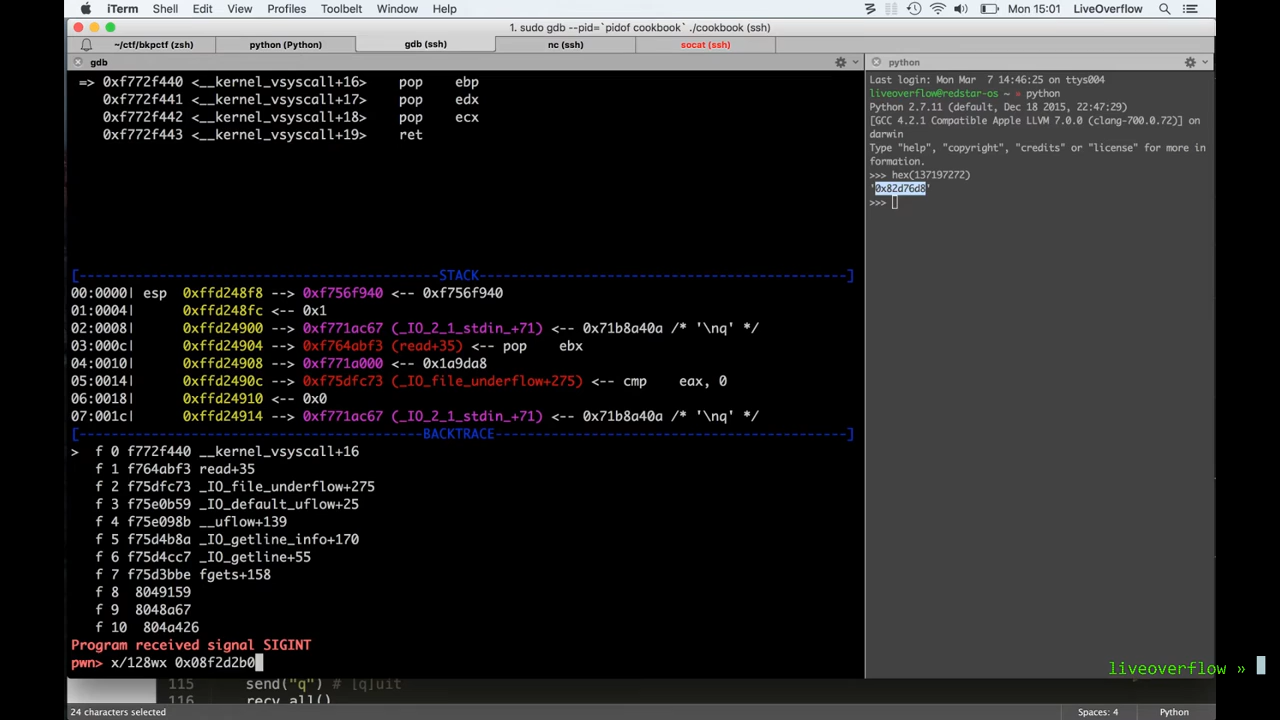 iTerm Shell Edit View Profiles Toolbelt Window Help Mon 15:01 LiveOverflow
1. sudo gdb --pid=`pidof cookbook` ./cookbook (ssh)
~/ctf/bkpctf (zsh) python (Python) gdb (ssh) nc (ssh) socat (ssh)
gdb
=> 0xf772f440 <__kernel_vsyscall+16> pop ebp
0xf772f441 <__kernel_vsyscall+17> pop edx
0xf772f442 <__kernel_vsyscall+18> pop ecx
0xf772f443 <__kernel_vsyscall+19> ret
[-----------------------------------------STACK-----------------------------------------]
00:0000| esp 0xffd248f8 --> 0xf756f940 <-- 0xf756f940
01:0004| 0xffd248fc <-- 0x1
02:0008| 0xffd24900 --> 0xf771ac67 (_IO_2_1_stdin_+71) <-- 0x71b8a40a /* '\nq' */
03:000c| 0xffd24904 --> 0xf764abf3 (read+35) <-- pop ebx
04:0010| 0xffd24908 --> 0xf771a000 <-- 0x1a9da8
05:0014| 0xffd2490c --> 0xf75dfc73 (_IO_file_underflow+275) <-- cmp eax, 0
06:0018| 0xffd24910 <-- 0x0
07:001c| 0xffd24914 --> 0xf771ac67 (_IO_2_1_stdin_+71) <-- 0x71b8a40a /* '\nq' */
[---------------------------------------BACKTRACE---------------------------------------]
> f 0 f772f440 __kernel_vsyscall+16
f 1 f764abf3 read+35
f 2 f75dfc73 _IO_file_underflow+275
f 3 f75e0b59 _IO_default_uflow+25
f 4 f75e098b __uflow+139
f 5 f75d4b8a _IO_getline_info+170
f 6 f75d4cc7 _IO_getline+55
f 7 f75d3bbe fgets+158
f 8 8049159
f 9 8048a67
f 10 804a426
Program received signal SIGINT
pwn> x/128wx 0x08f2d2b0
115 send("q") # [q]uit
116 recv_all()
24 characters selected Spaces: 4 Python
python
Last login: Mon Mar 7 14:46:25 on ttys004
liveoverflow@redstar-os ~ python
Python 2.7.11 (default, Dec 18 2015, 22:47:29)
[GCC 4.2.1 Compatible Apple LLVM 7.0.0 (clang-700.0.72)] on
darwin
Type "help", "copyright", "credits" or "license" for more in
formation.
>>> hex(137197272)
'0x82d76d8'
>>>
liveoverflow »